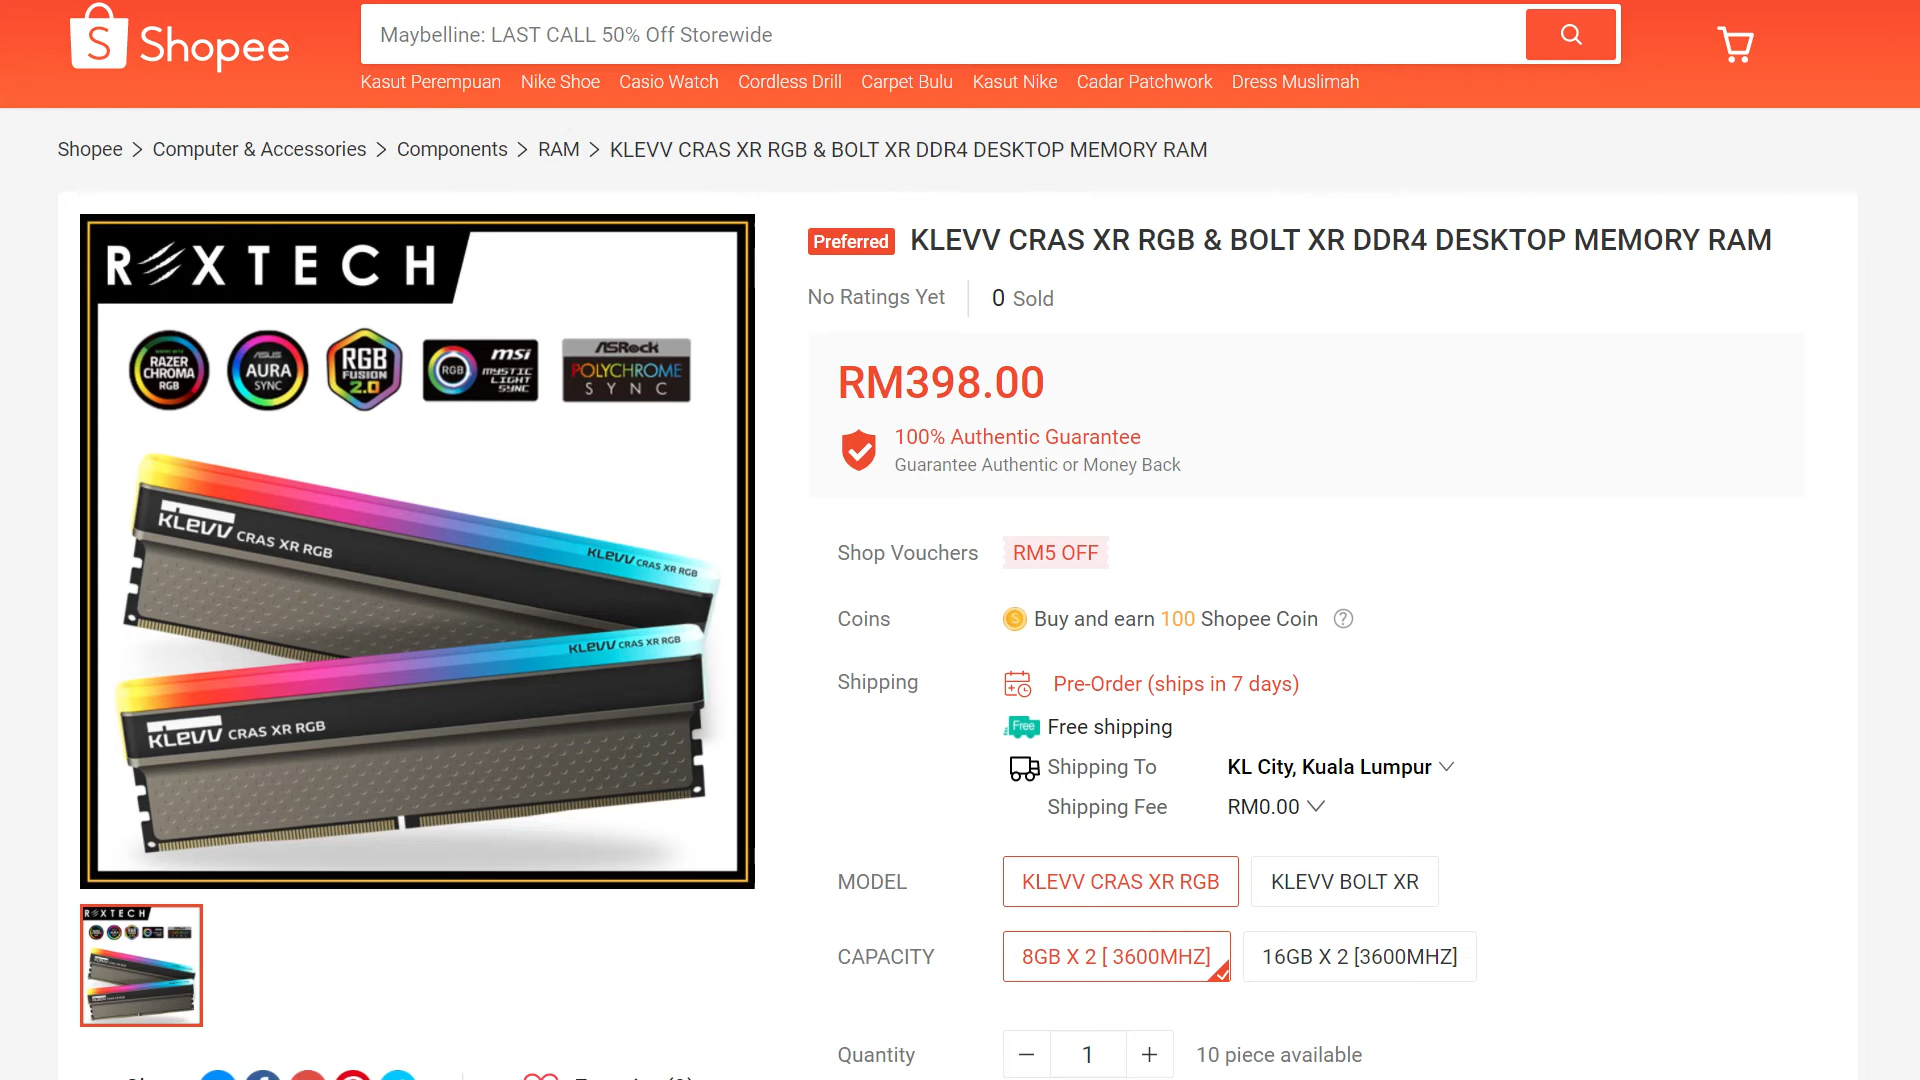 Shopee
Maybelline: LAST CALL 50% Off Storewide
Kasut Perempuan Nike Shoe Casio Watch Cordless Drill Carpet Bulu Kasut Nike Cadar Patchwork Dress Muslimah
Shopee > Computer & Accessories > Components > RAM > KLEVV CRAS XR RGB & BOLT XR DDR4 DESKTOP MEMORY RAM
REXTECH
RAZER
CHROMA
RGB
ASUS
AURA
SYNC
RGB
FUSION
2.0
RGB
msi
MYSTIC
LIGHT
SYNC
ASRock
POLYCHROME
SYNC
KLEVV CRAS XR RGB
KLEVV CRAS XR RGB
KLEVV CRAS XR RGB
KLEVV CRAS XR RGB
REXTECH
Preferred KLEVV CRAS XR RGB & BOLT XR DDR4 DESKTOP MEMORY RAM
No Ratings Yet 0 Sold
RM398.00
100% Authentic Guarantee
Guarantee Authentic or Money Back
Shop Vouchers RM5 OFF
Coins Buy and earn 100 Shopee Coin ?
Shipping Pre-Order (ships in 7 days)
Free Free shipping
Shipping To KL City, Kuala Lumpur
Shipping Fee RM0.00
MODEL KLEVV CRAS XR RGB KLEVV BOLT XR
CAPACITY 8GB X 2 [ 3600MHZ] 16GB X 2 [3600MHZ]
Quantity − 1 + 10 piece available